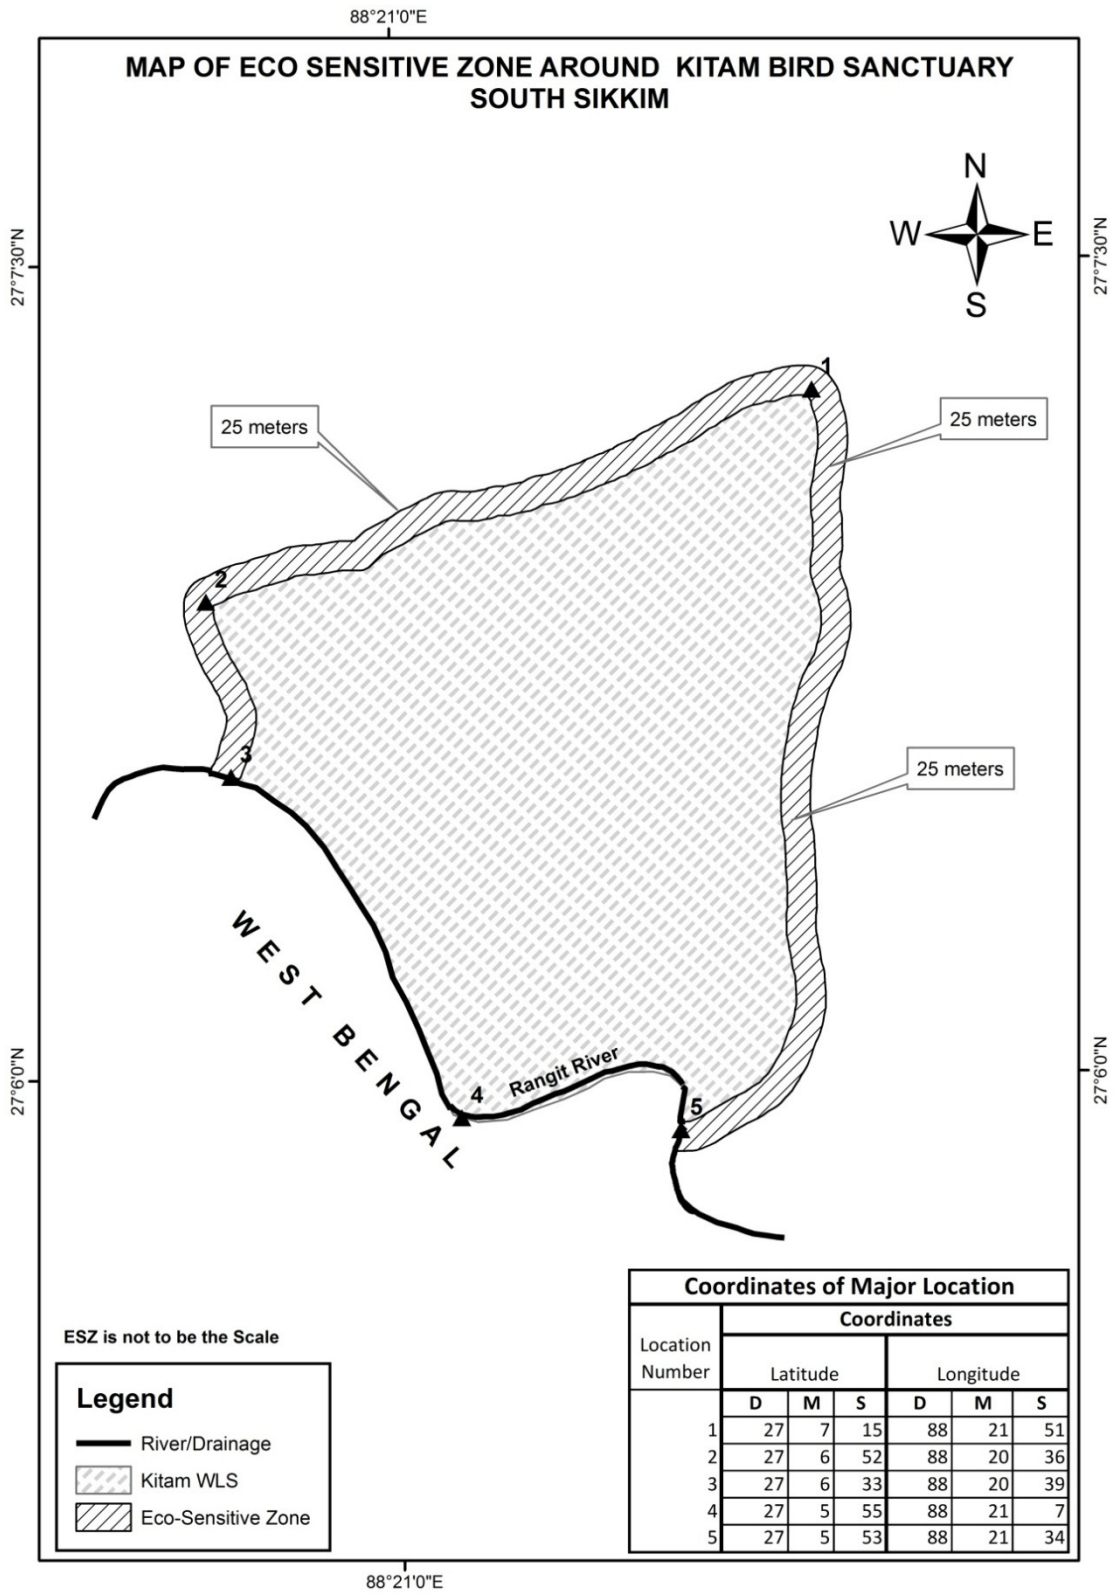 88°21'0"E
MAP OF ECO SENSITIVE ZONE AROUND KITAM BIRD SANCTUARY
SOUTH SIKKIM
N
W E
S
27°7'30"N
27°7'30"N
1
25 meters
25 meters
2
3
25 meters
WEST BENGAL
27°6'0"N
27°6'0"N
4
Rangit River
5
ESZ is not to be the Scale
Legend
River/Drainage
Kitam WLS
Eco-Sensitive Zone
Coordinates of Major Location
Location Number
Coordinates
Latitude Longitude
D M S D M S
1 27 7 15 88 21 51
2 27 6 52 88 20 36
3 27 6 33 88 20 39
4 27 5 55 88 21 7
5 27 5 53 88 21 34
88°21'0"E